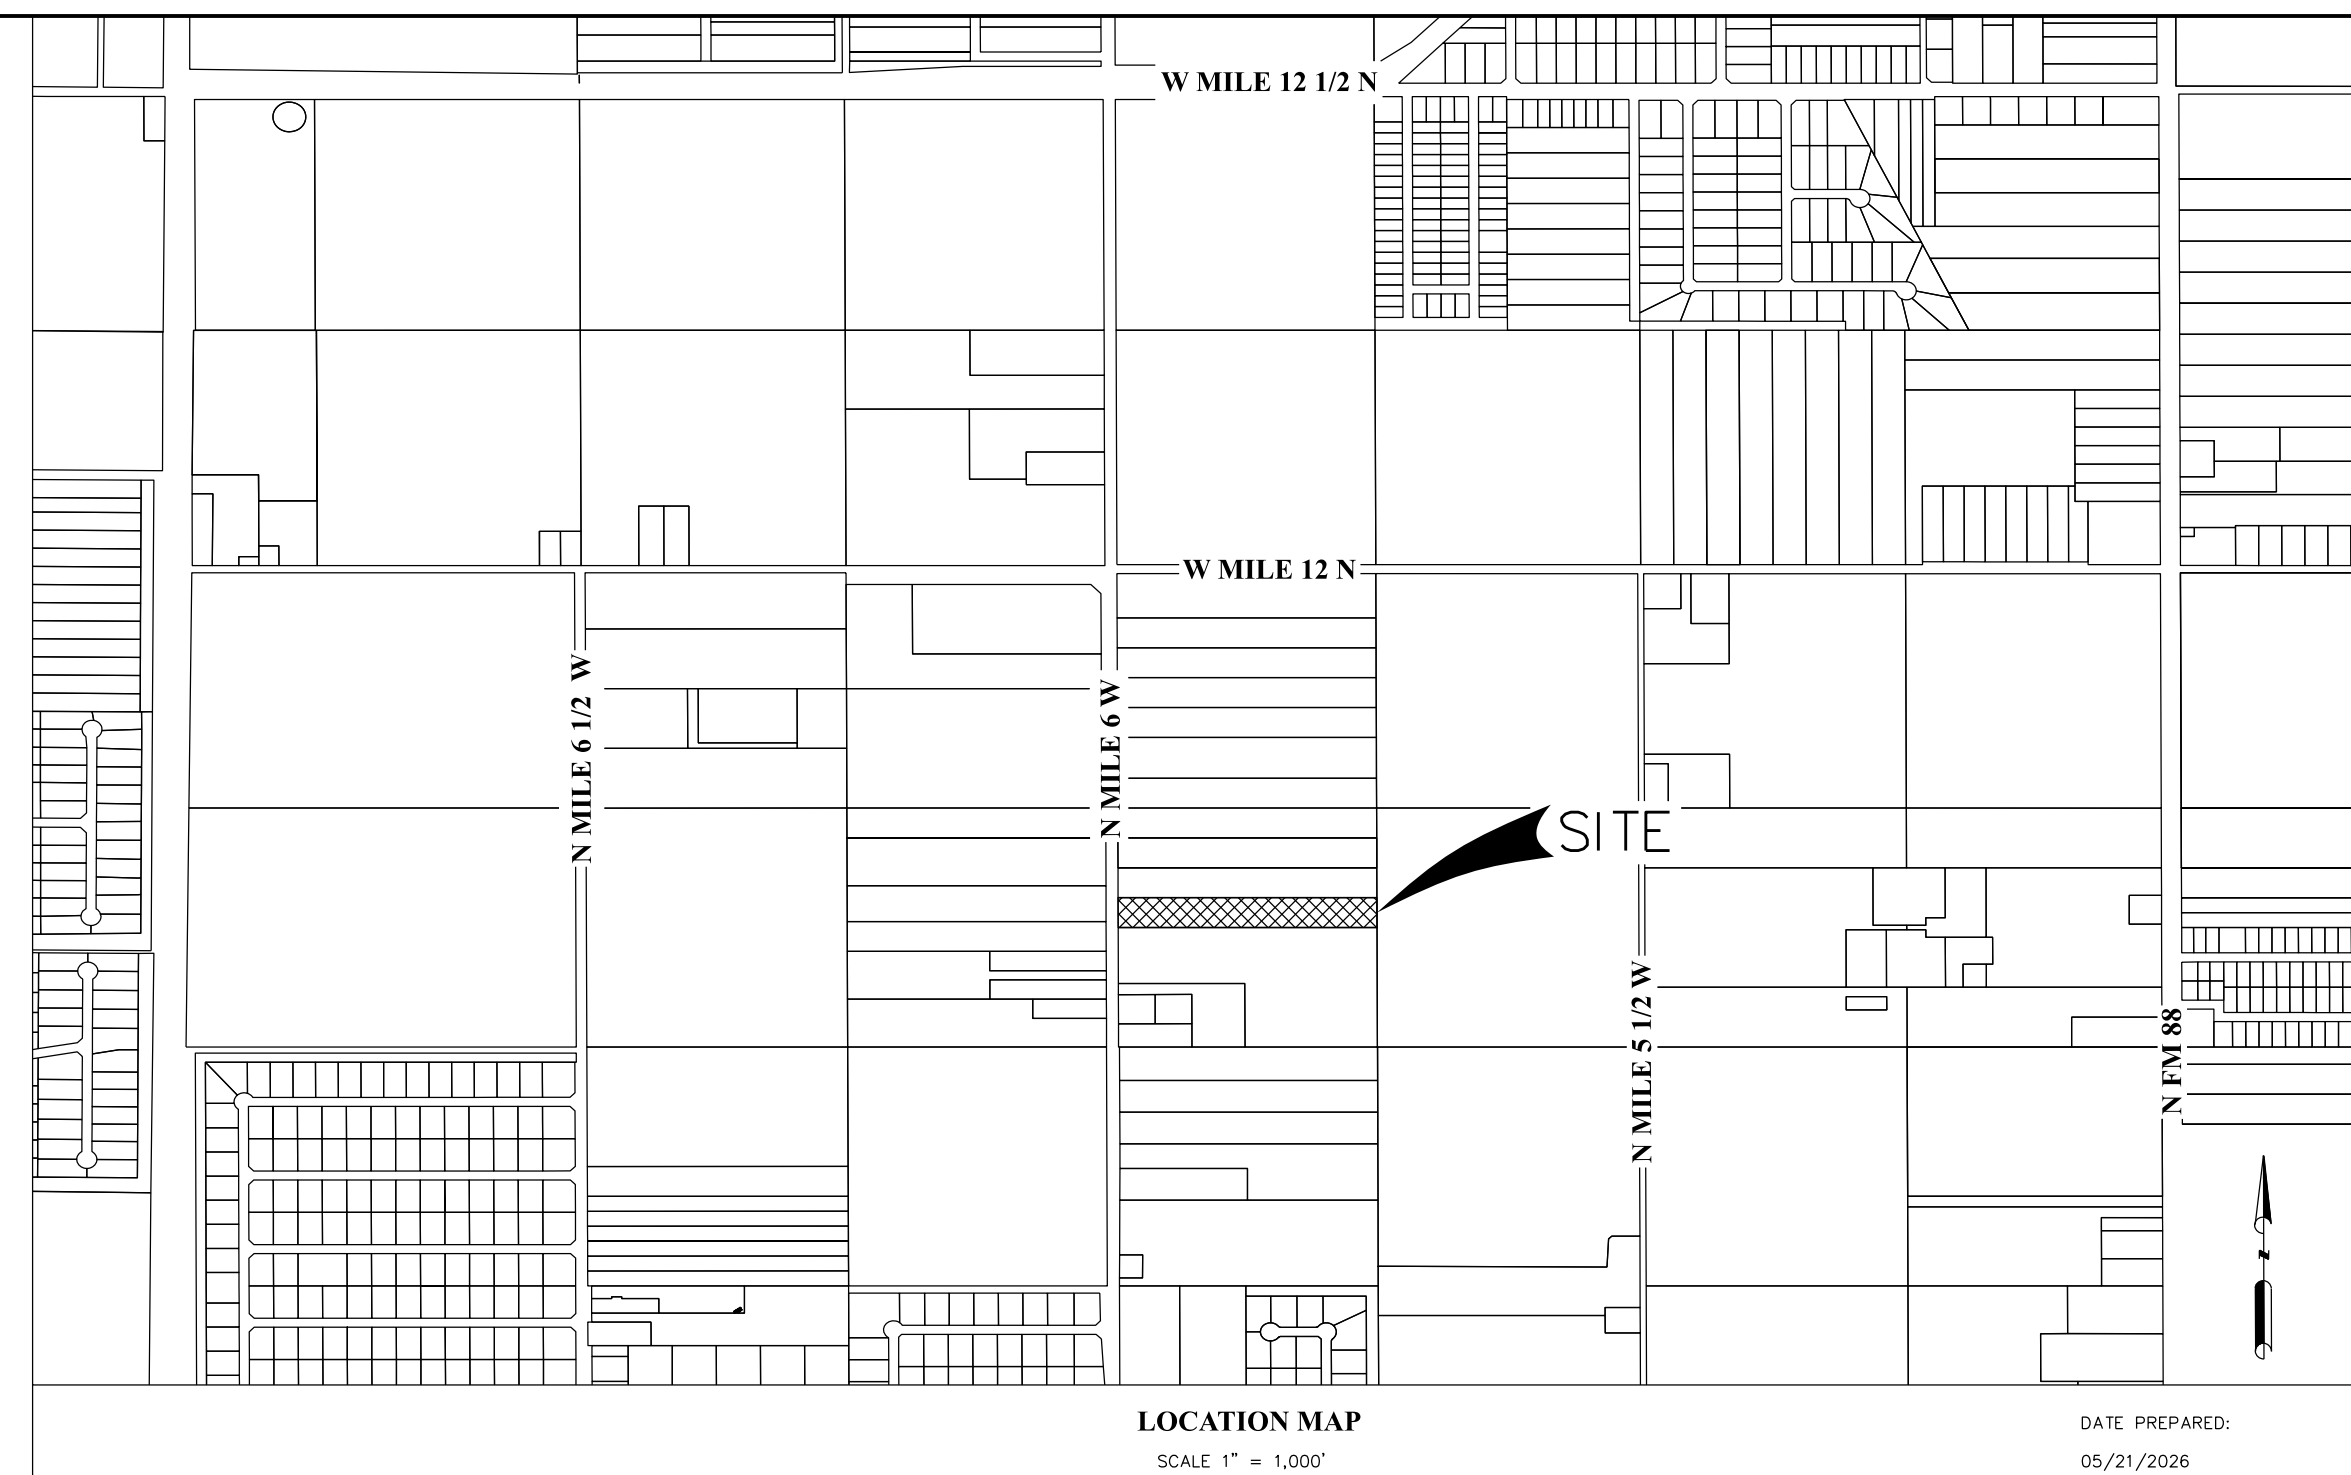 W MILE 12 1/2 N
W MILE 12 N
N MILE 6 1/2 W
N MILE 6 W
SITE
N MILE 5 1/2 W
N FM 88
N
LOCATION MAP
SCALE 1" = 1,000'
DATE PREPARED:
05/21/2026